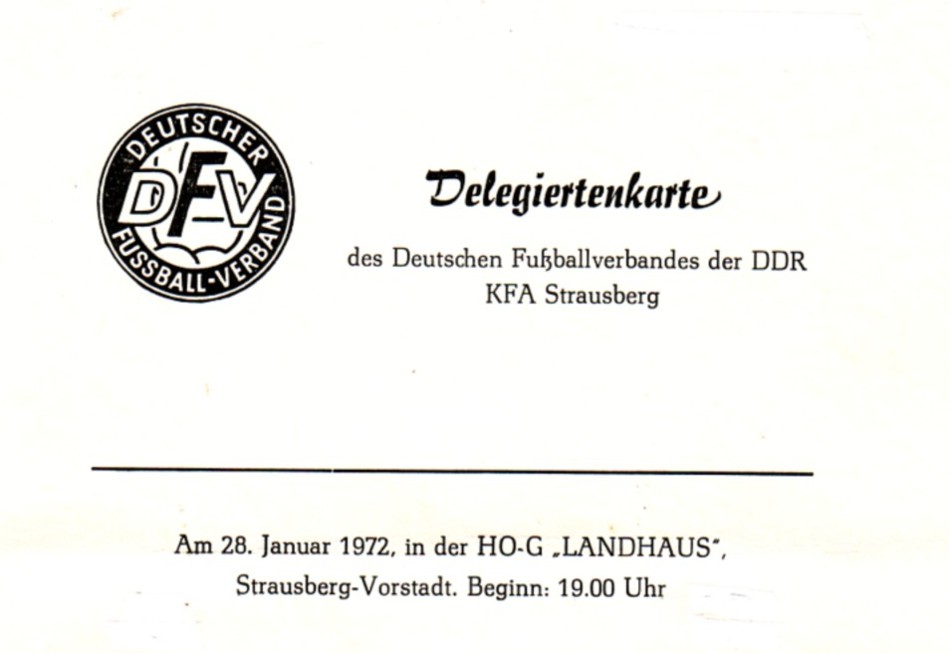 DEUTSCHER
DFV
FUSSBALL-VERBAND
Delegiertenkarte
des Deutschen Fußballverbandes der DDR
KFA Strausberg
Am 28. Januar 1972, in der HO-G „LANDHAUS“,
Strausberg-Vorstadt. Beginn: 19.00 Uhr